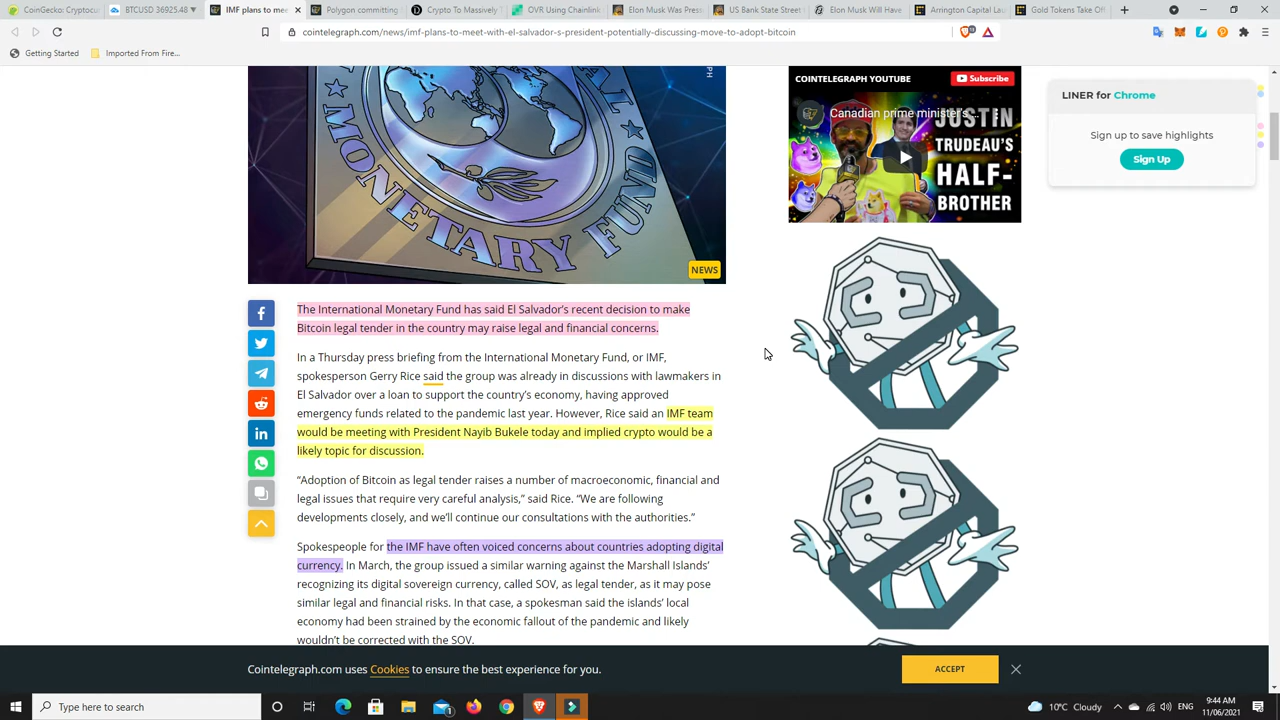 CoinGecko: Cryptoc
BTCUSD 36925.48
IMF plans to mee
Polygon committing
Crypto To Massively
OVR Using Chainlink
Elon Musk Was Press
US Bank State Street
Elon Musk Will Have
Arrington Capital Lau
Gold Tokens Take Off
cointelegraph.com/news/imf-plans-to-meet-with-el-salvador-s-president-potentially-discussing-move-to-adopt-bitcoin
Getting Started
Imported From Fire...
MONETARY FUND
NEWS
The International Monetary Fund has said El Salvador's recent decision to make
Bitcoin legal tender in the country may raise legal and financial concerns.
In a Thursday press briefing from the International Monetary Fund, or IMF,
spokesperson Gerry Rice said the group was already in discussions with lawmakers in
El Salvador over a loan to support the country's economy, having approved
emergency funds related to the pandemic last year. However, Rice said an IMF team
would be meeting with President Nayib Bukele today and implied crypto would be a
likely topic for discussion.
“Adoption of Bitcoin as legal tender raises a number of macroeconomic, financial and
legal issues that require very careful analysis,” said Rice. “We are following
developments closely, and we'll continue our consultations with the authorities.”
Spokespeople for the IMF have often voiced concerns about countries adopting digital
currency. In March, the group issued a similar warning against the Marshall Islands'
recognizing its digital sovereign currency, called SOV, as legal tender, as it may pose
similar legal and financial risks. In that case, a spokesman said the islands' local
economy had been strained by the economic fallout of the pandemic and likely
wouldn't be corrected with the SOV.
COINTELEGRAPH YOUTUBE
Subscribe
Canadian prime minister's ...
JUSTIN
TRUDEAU'S
HALF-
BROTHER
LINER for Chrome
Sign up to save highlights
Sign Up
Cointelegraph.com uses Cookies to ensure the best experience for you.
ACCEPT
Type here to search
10°C Cloudy
ENG
9:44 AM
11/06/2021